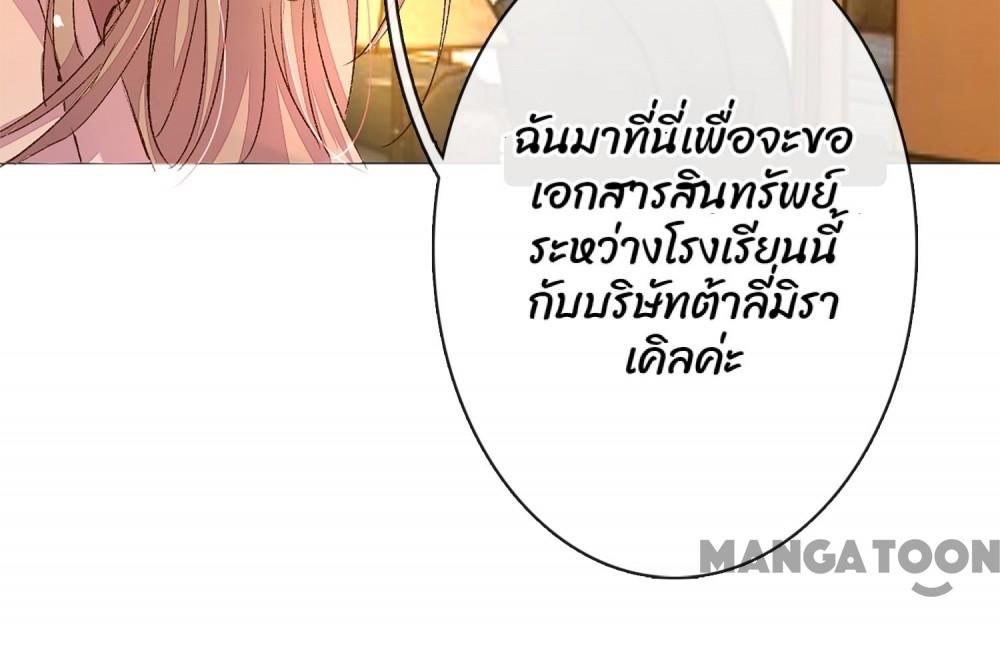 ฉันมาที่นี่เพื่อจะขอ
เอกสารสินทรัพย์
ระหว่างโรงเรียนนี้
กับบริษัทต้าลี่มิรา
เคิลค่ะ
MANGATOON